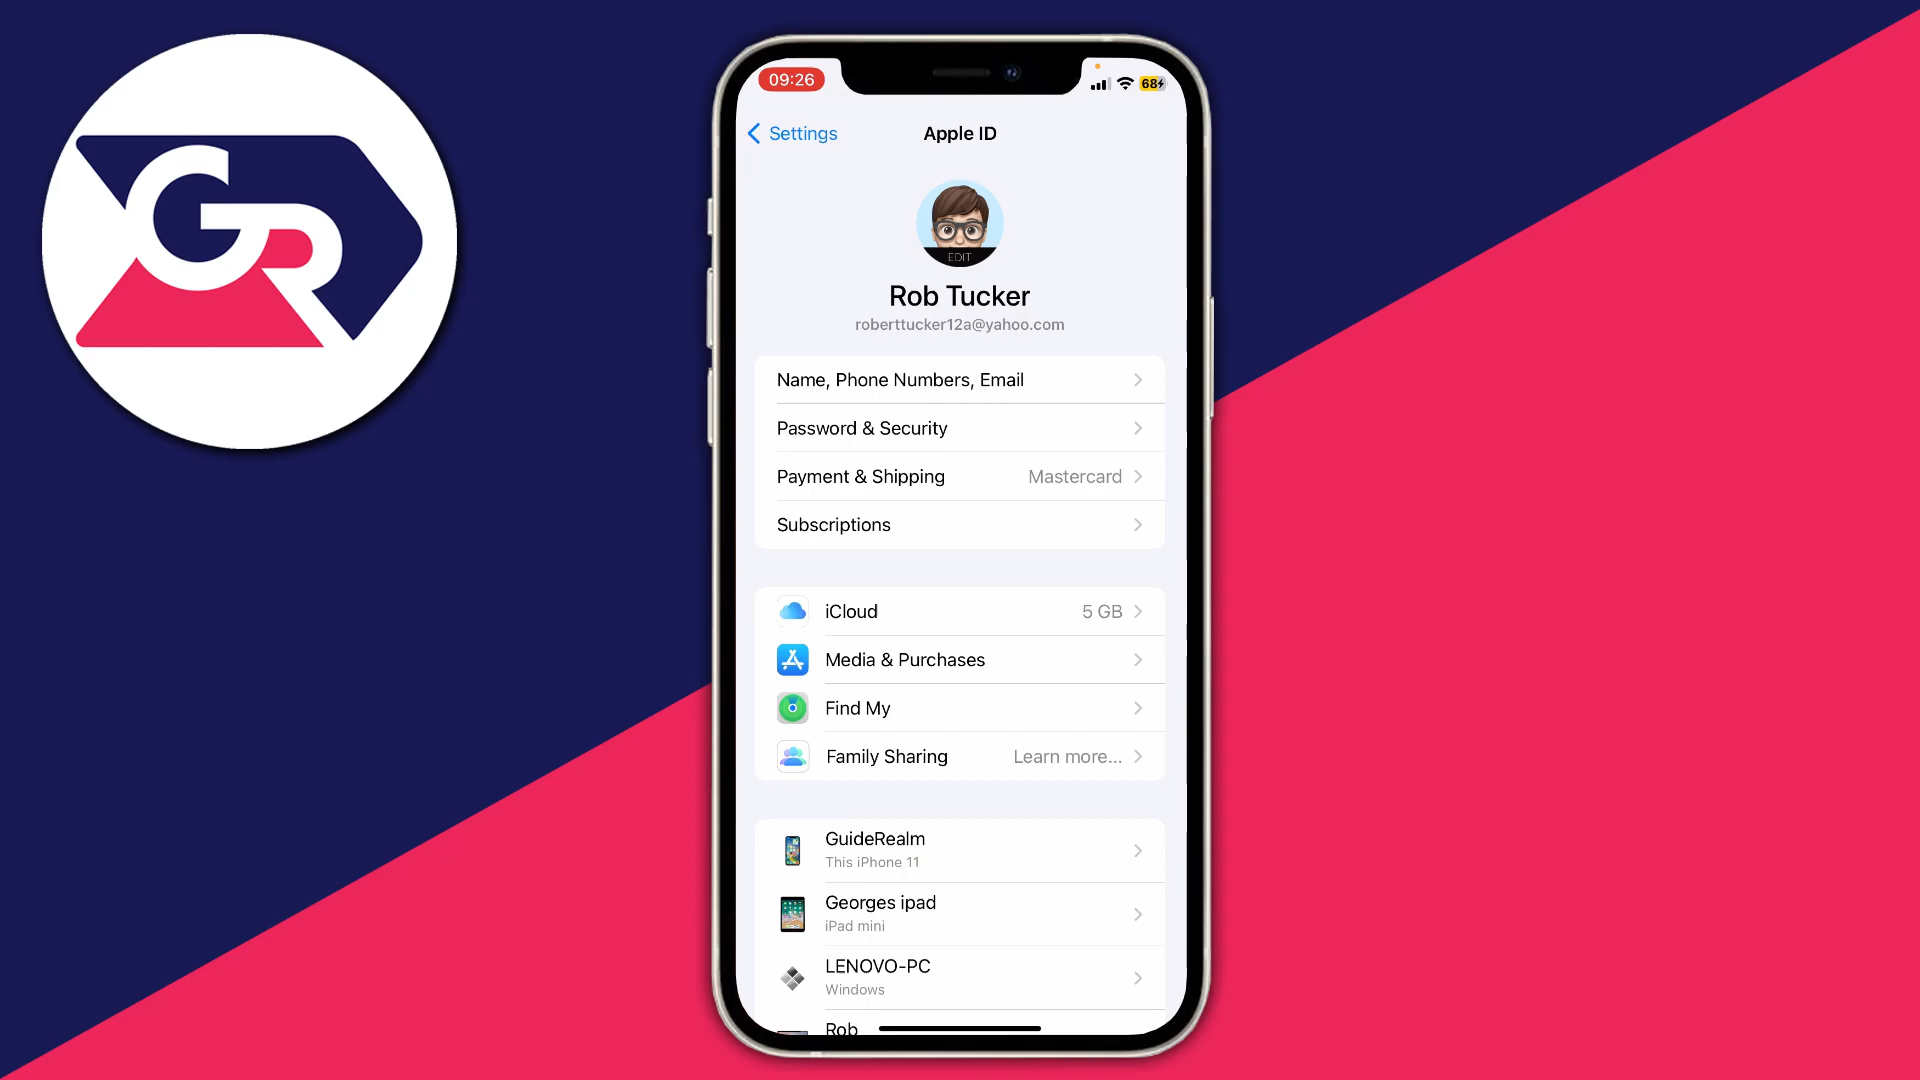 GR
09:26
68
Settings
Apple ID
EDIT
Rob Tucker
roberttucker12a@yahoo.com
Name, Phone Numbers, Email
Password & Security
Payment & Shipping Mastercard
Subscriptions
iCloud 5 GB
Media & Purchases
Find My
Family Sharing Learn more...
GuideRealm
This iPhone 11
Georges ipad
iPad mini
LENOVO-PC
Windows
Rob